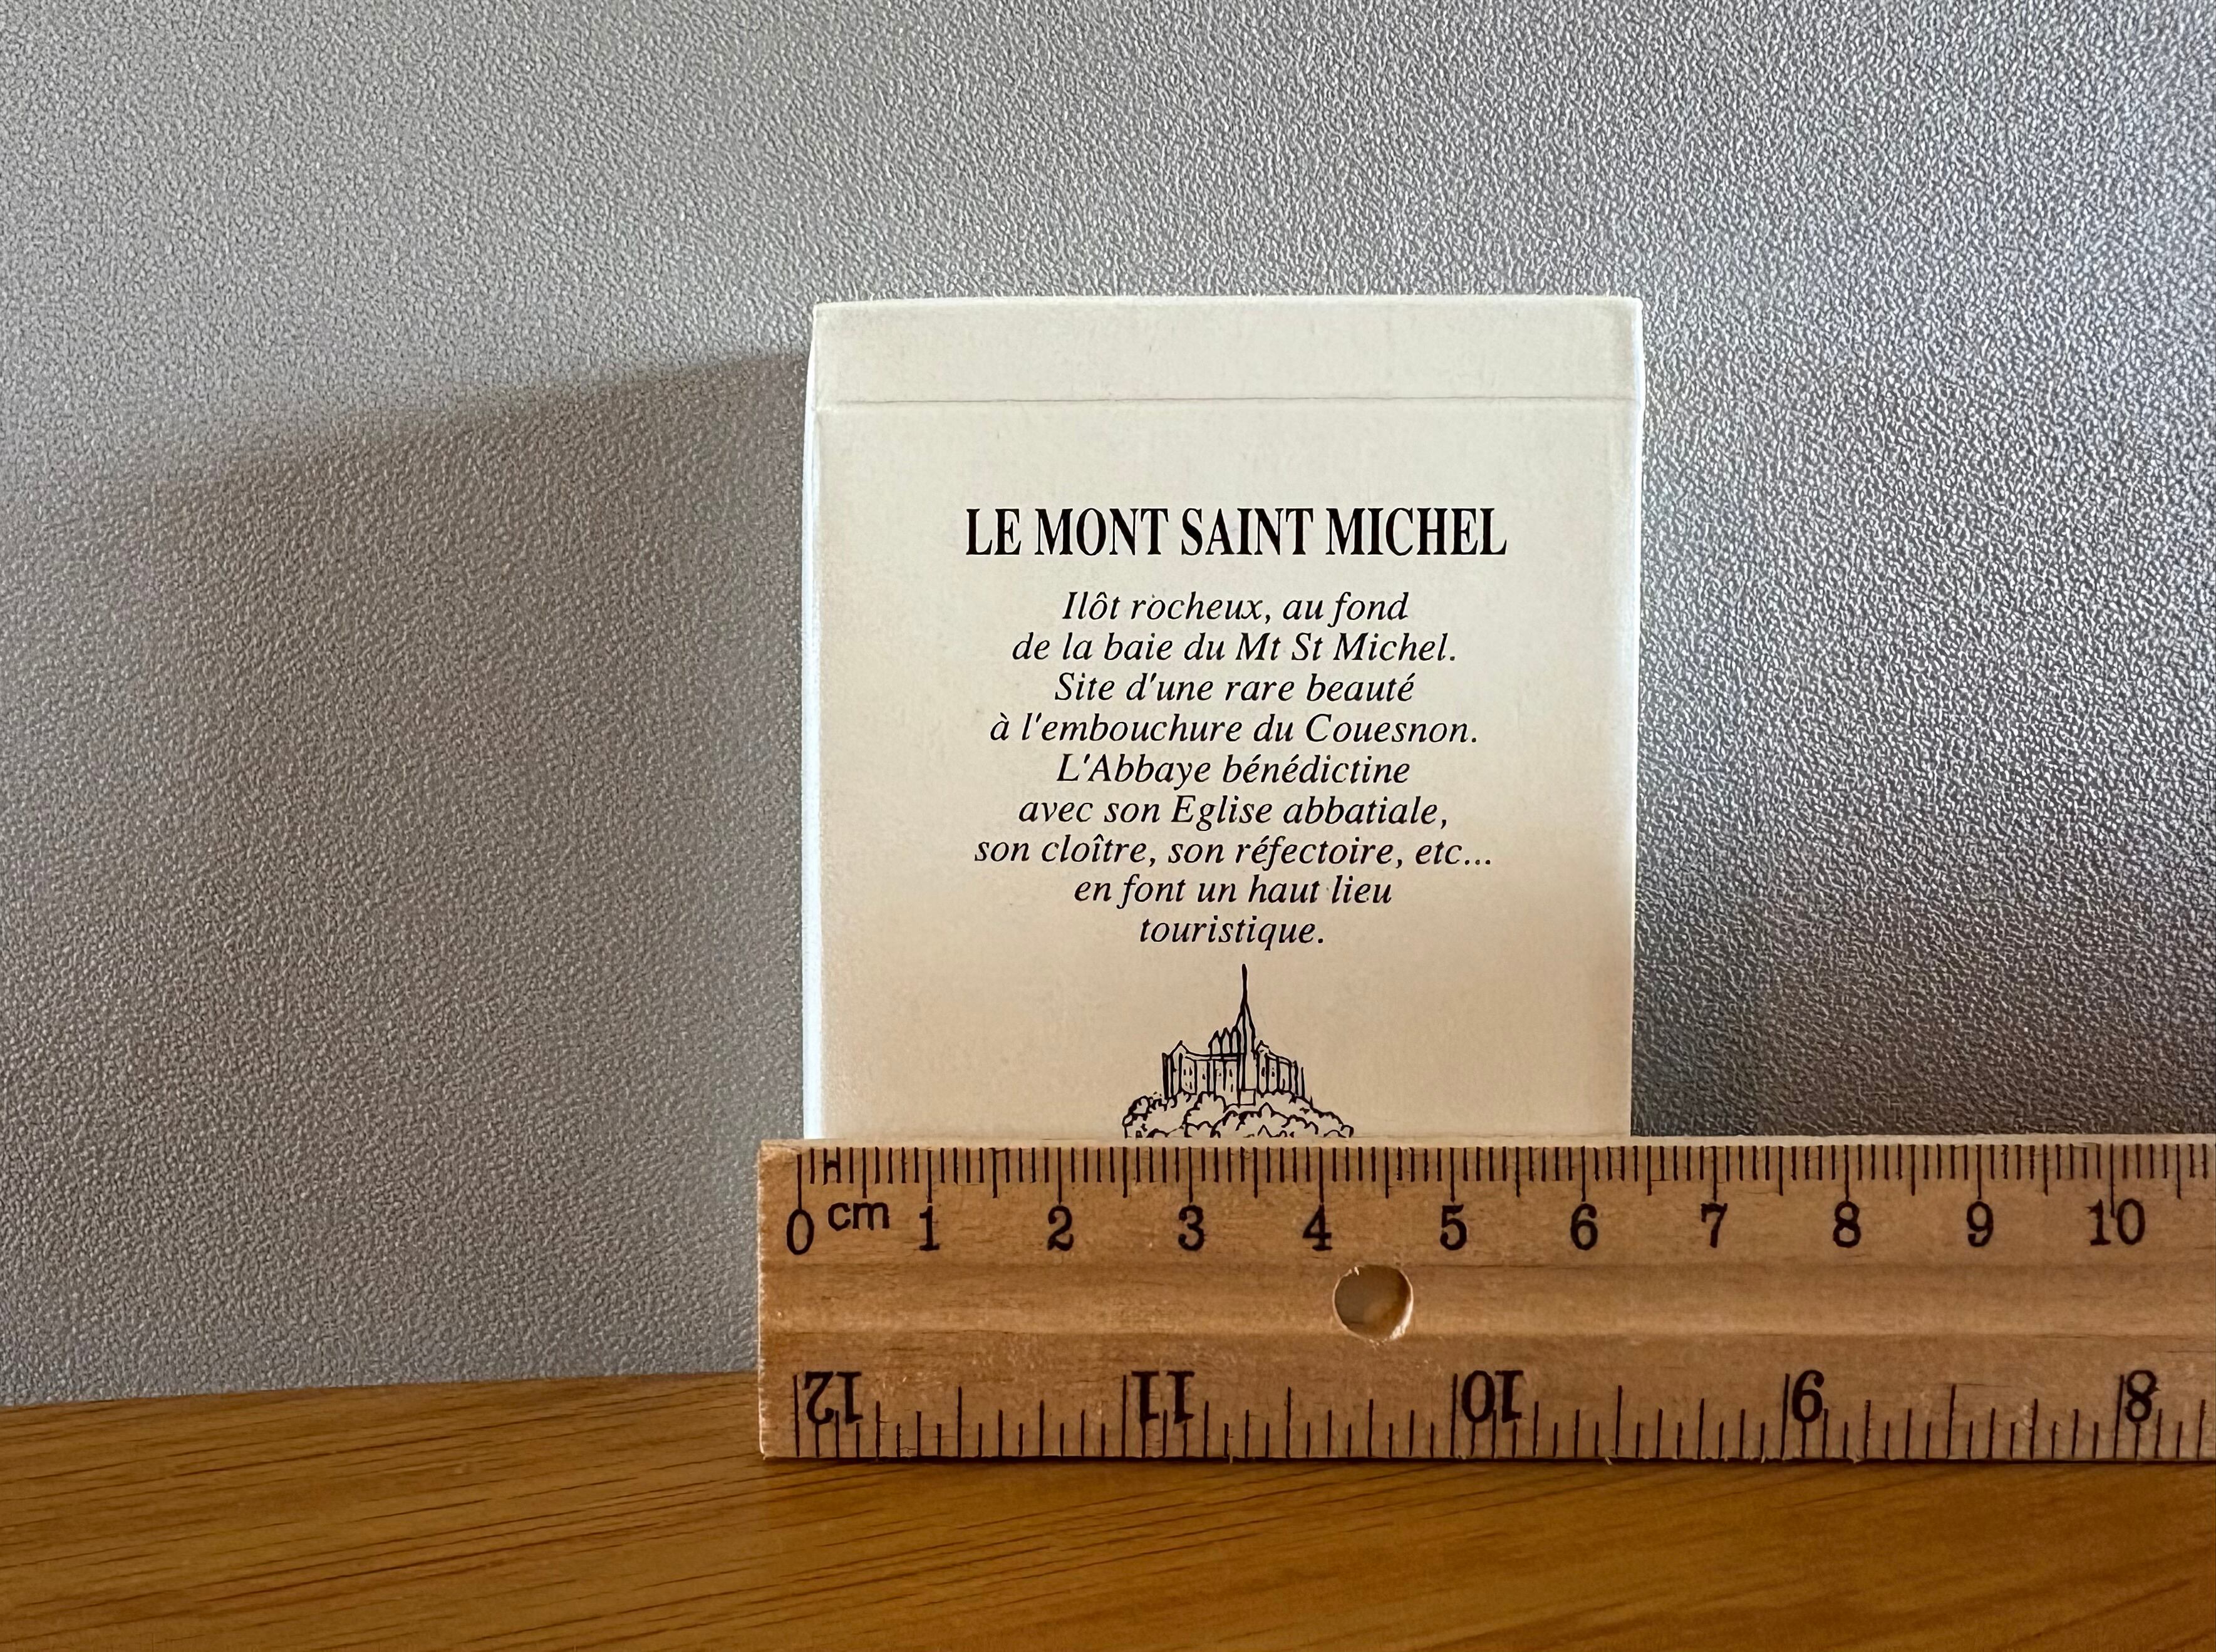 LE MONT SAINT MICHEL
Ilôt rocheux, au fond
de la baie du Mt St Michel.
Site d'une rare beauté
à l'embouchure du Couesnon.
L'Abbaye bénédictine
avec son Eglise abbatiale,
son cloître, son réfectoire, etc...
en font un haut lieu
touristique.
0 cm 1 2 3 4 5 6 7 8 9 10
12 11 10 9 8